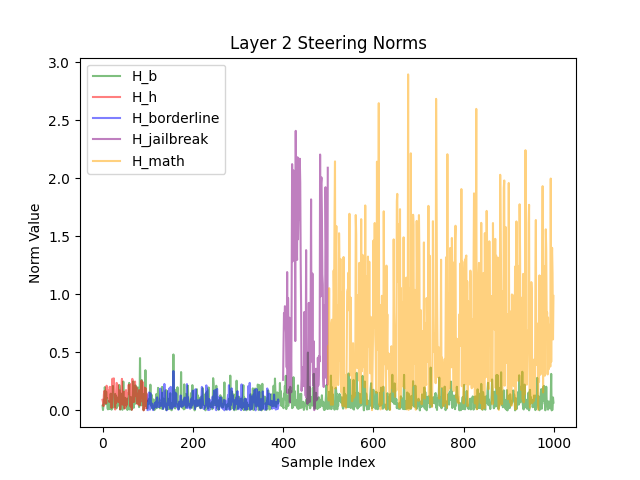 Layer 2 Steering Norms
H_b
H_h
H_borderline
H_jailbreak
H_math
Norm Value
3.0
2.5
2.0
1.5
1.0
0.5
0.0
0
200
400
600
800
1000
Sample Index